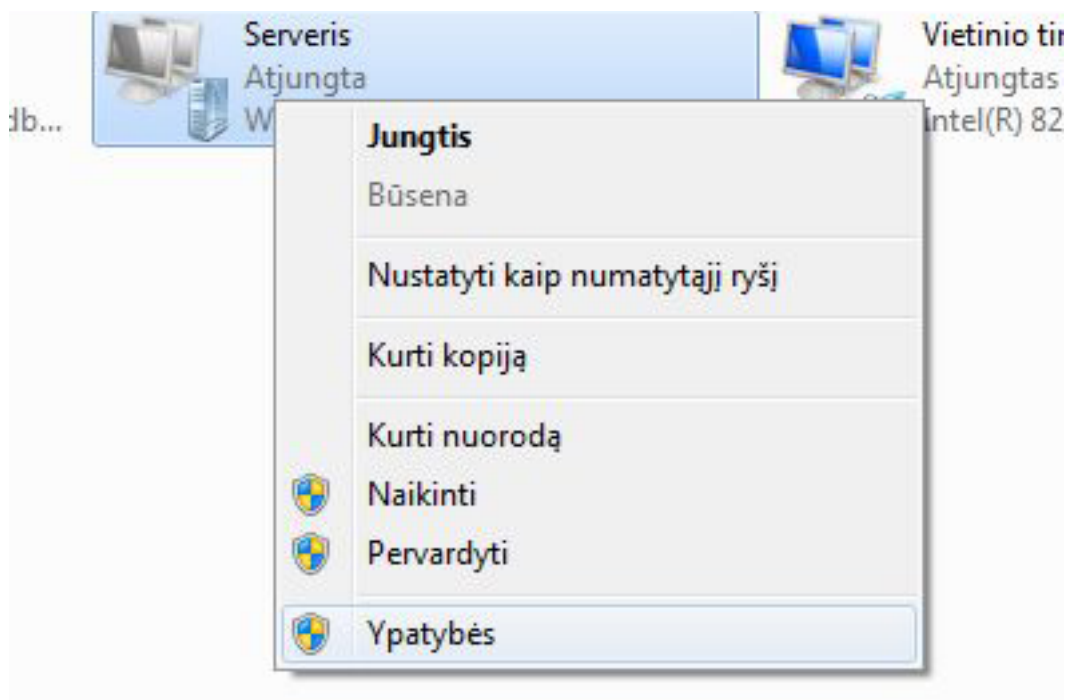 Serveris
Atjungta
W
db...
Vietinio
Atjungtas
Intel(R) 82
Jungtis
Būsena
Nustatyti kaip numatytąjį ryšį
Kurti kopiją
Kurti nuorodą
Naikinti
Pervardyti
Ypatybės